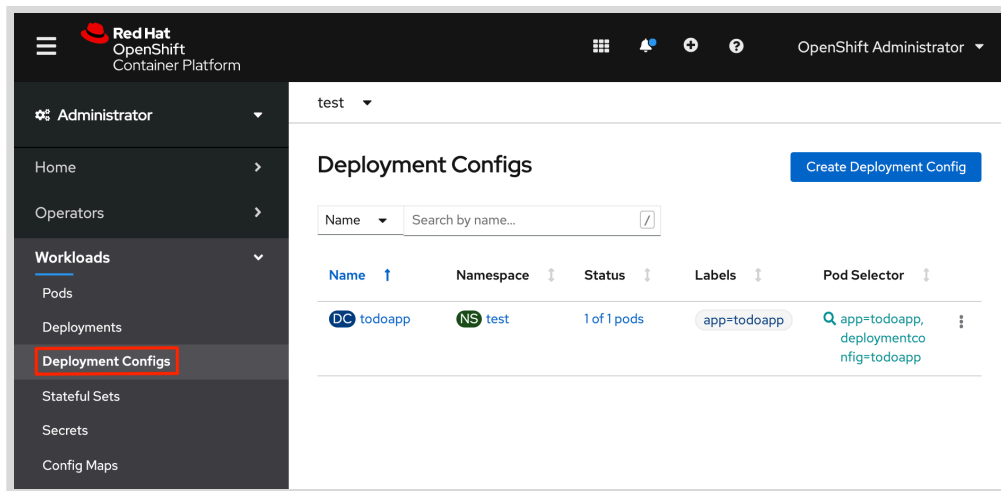 Red Hat
OpenShift
Container Platform
OpenShift Administrator
Administrator
test
Home
Operators
Workloads
Pods
Deployments
Deployment Configs
Stateful Sets
Secrets
Config Maps
Deployment Configs
Create Deployment Config
Name Search by name... /
Name Namespace Status Labels Pod Selector
DC todoapp NS test 1 of 1 pods app=todoapp app=todoapp,
deploymentco
nfig=todoapp